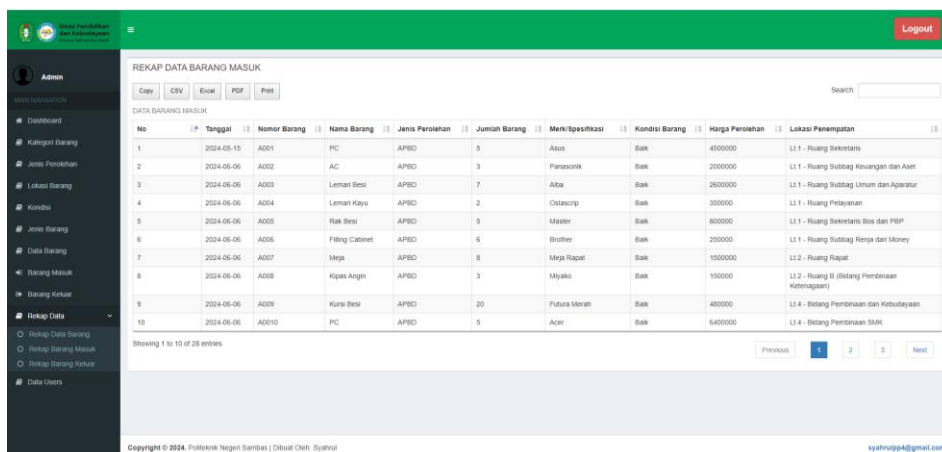 Dinas Pendidikan
dan Kebudayaan
Logout
Admin
MAIN NAVIGATION
Dashboard
Kategori Barang
Jenis Perolehan
Lokasi Barang
Kondisi
Jenis Barang
Data Barang
Barang Masuk
Barang Keluar
Rekap Data
Rekap Data Barang
Rekap Barang Masuk
Rekap Barang Keluar
Data Users
REKAP DATA BARANG MASUK
Copy CSV Excel PDF Print Search:
DATA BARANG MASUK
No Tanggal Nomor Barang Nama Barang Jenis Perolehan Jumlah Barang Merk/Spesifikasi Kondisi Barang Harga Perolehan Lokasi Penempatan
1 2024-05-15 A001 PC APBD 5 Asus Baik 4500000 Lt.1 - Ruang Sekretaris
2 2024-06-06 A002 AC APBD 3 Panasonik Baik 2000000 Lt.1 - Ruang Subbag Keuangan dan Aset
3 2024-06-06 A003 Lemari Besi APBD 7 Alba Baik 2600000 Lt.1 - Ruang Subbag Umum dan Aparatur
4 2024-06-06 A004 Lemari Kayu APBD 2 Ostascrip Baik 350000 Lt.1 - Ruang Pelayanan
5 2024-06-06 A005 Rak Besi APBD 5 Master Baik 800000 Lt.1 - Ruang Sekretaris Bos dan PBP
6 2024-06-06 A006 Filling Cabinet APBD 6 Brother Baik 250000 Lt.1 - Ruang Subbag Renja dan Money
7 2024-06-06 A007 Meja APBD 8 Meja Rapat Baik 1500000 Lt.2 - Ruang Rapat
8 2024-06-06 A008 Kipas Angin APBD 3 Miyako Baik 150000 Lt.2 - Ruang B (Bidang Pembinaan
Ketenagaan)
9 2024-06-06 A009 Kursi Besi APBD 20 Futura Merah Baik 480000 Lt.4 - Bidang Pembinaan dan Kebudayaan
10 2024-06-06 A0010 PC APBD 5 Acer Baik 6400000 Lt.4 - Bidang Pembinaan SMK
Showing 1 to 10 of 28 entries
Previous 1 2 3 Next
Copyright © 2024. Politeknik Negeri Sambas | Dibuat Oleh: Syahrul
syahrulpp4@gmail.com